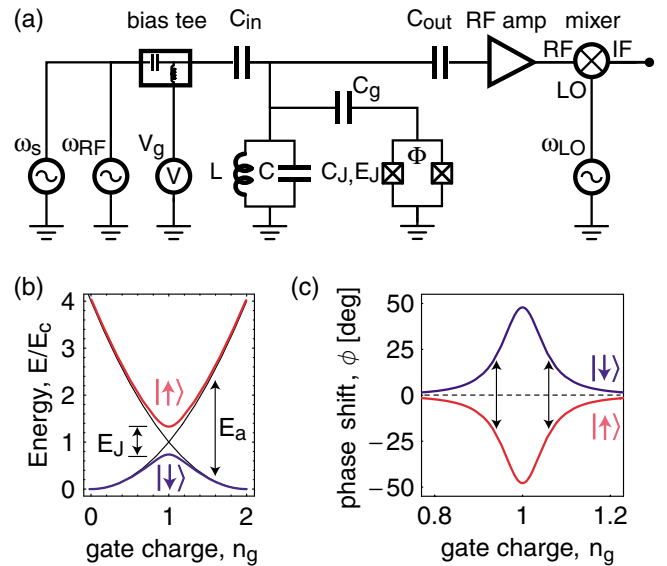 (a)
bias tee
C_in
C_out
RF amp
mixer
RF
IF
LO
C_g
ω_s
ω_RF
V_g
V
L
C
C_J,E_J
Φ
ω_LO
(b)
Energy, E/E_c
4
3
2
1
0
|↑⟩
E_J
E_a
|↓⟩
0
1
2
gate charge, n_g
(c)
phase shift, ϕ [deg]
50
25
0
−25
−50
|↓⟩
|↑⟩
0.8
1
1.2
gate charge, n_g